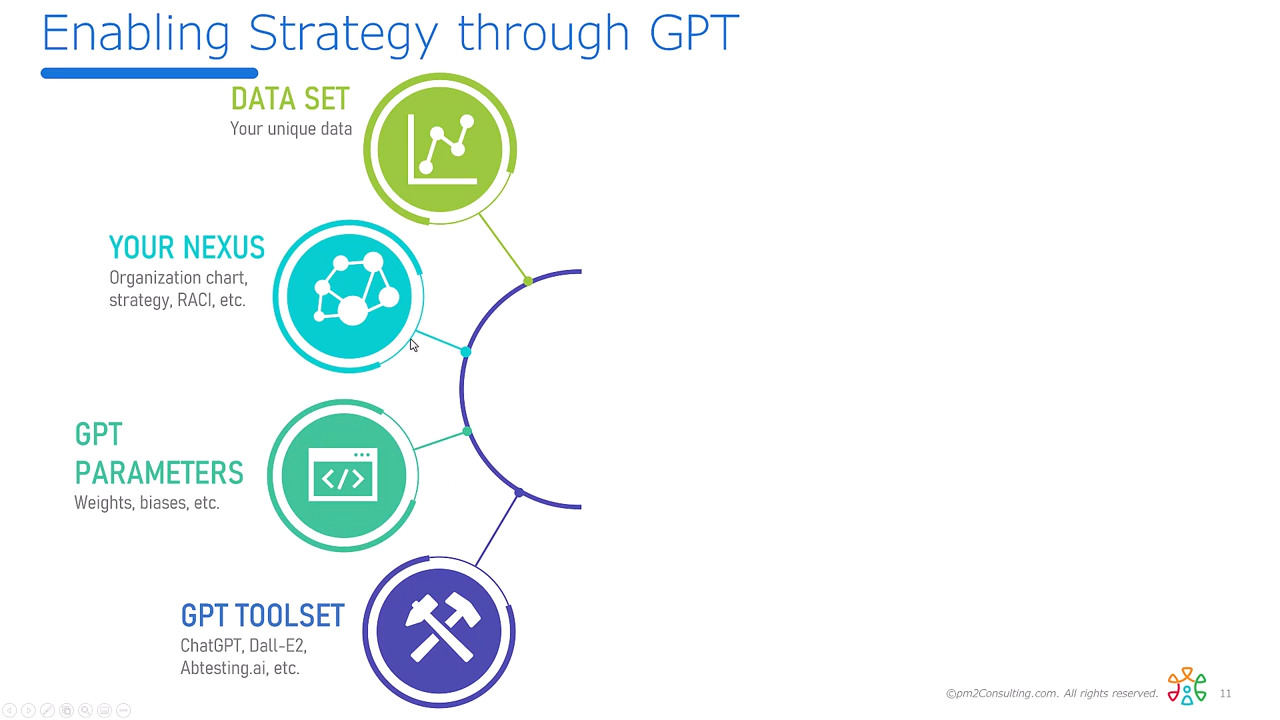 Enabling Strategy through GPT
DATA SET
Your unique data
YOUR NEXUS
Organization chart,
strategy, RACI, etc.
GPT
PARAMETERS
Weights, biases, etc.
</>
GPT TOOLSET
ChatGPT, Dall-E2,
Abtesting.ai, etc.
©pm2Consulting.com. All rights reserved.
11